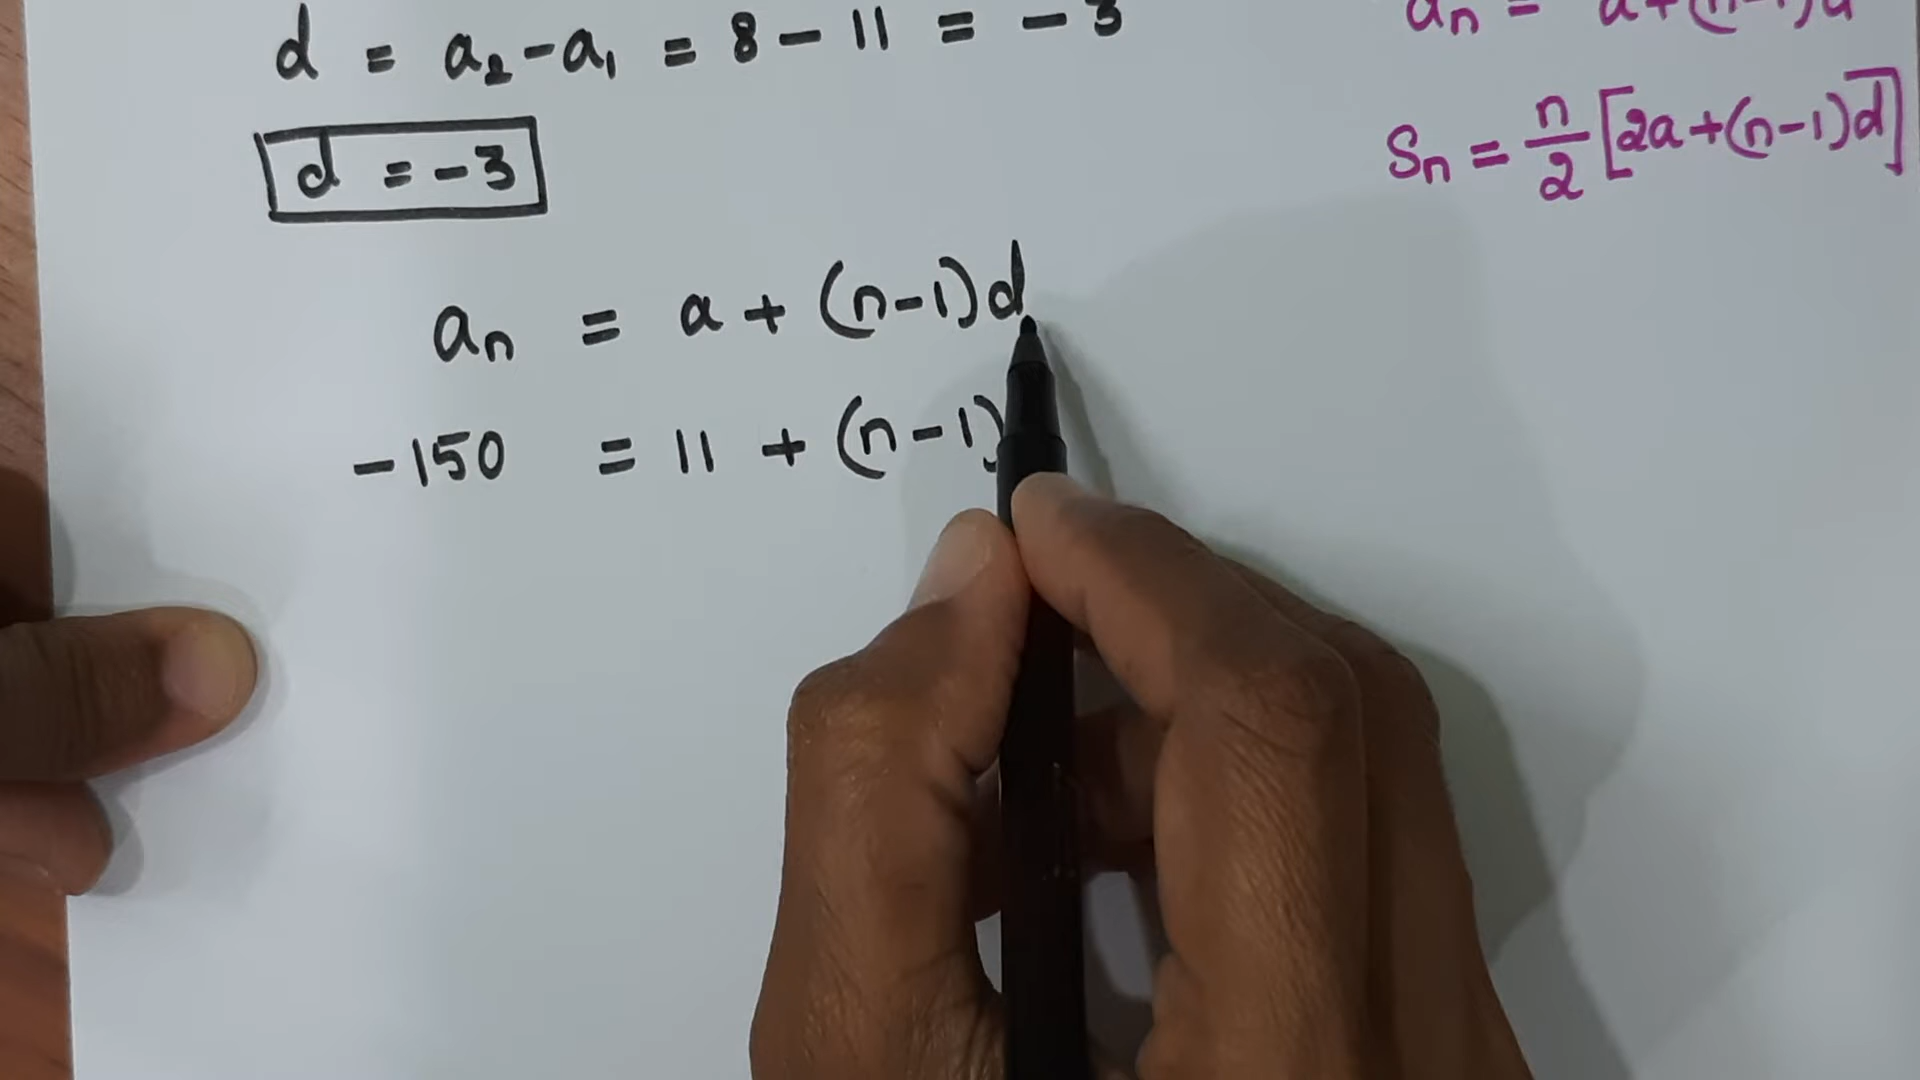 d = a₂ - a₁ = 8 - 11 = -3
d = -3
aₙ = a + (n-1)d
Sₙ = n/2 [2a+(n-1)d]
aₙ = a + (n-1)d
-150 = 11 + (n-1)